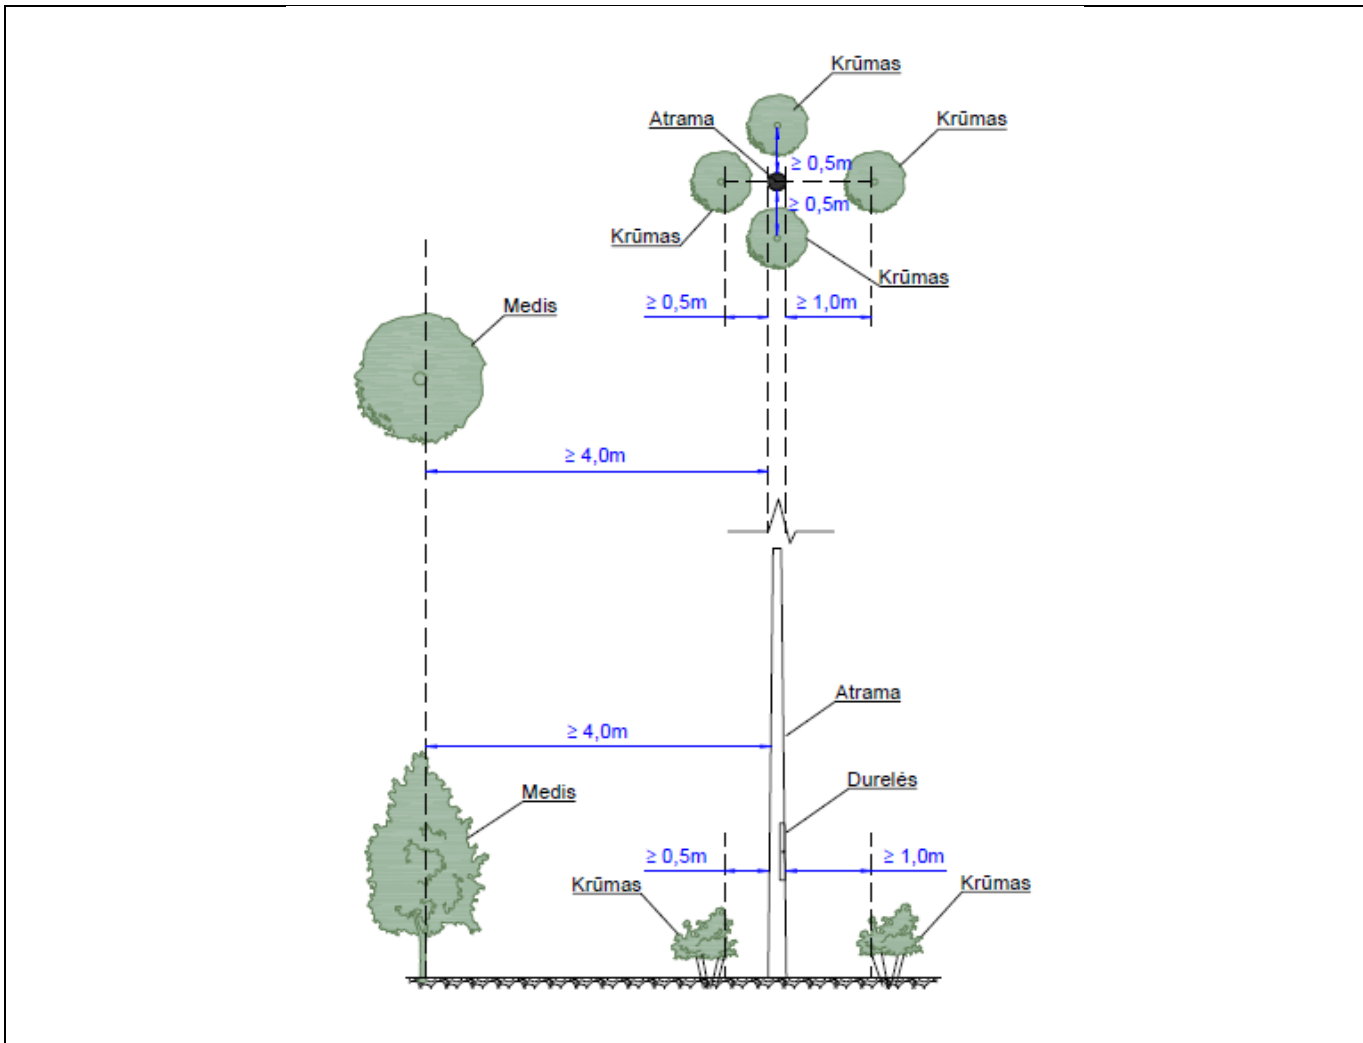 Krūmas
Atrama
Krūmas
≥ 0,5m
≥ 0,5m
Krūmas
Krūmas
≥ 0,5m
≥ 1,0m
Medis
≥ 4,0m
Atrama
≥ 4,0m
Durelės
Medis
≥ 0,5m
≥ 1,0m
Krūmas
Krūmas